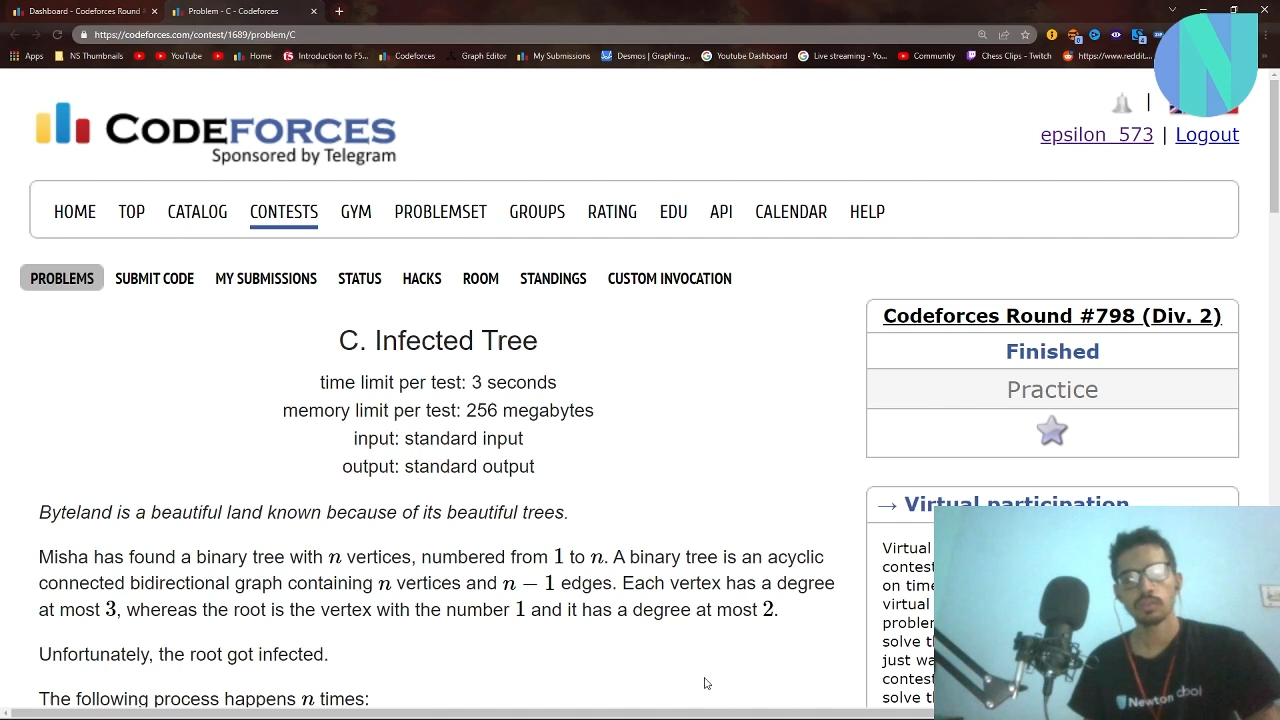 Dashboard - Codeforces Round
Problem - C - Codeforces
https://codeforces.com/contest/1689/problem/C
Apps NS Thumbnails YouTube Home Introduction to F5... Codeforces Graph Editor My Submissions Desmos | Graphing... Youtube Dashboard Live streaming - Yo... Community Chess Clips - Twitch https://www.reddit....
CODEFORCES
Sponsored by Telegram
epsilon_573 | Logout
HOME TOP CATALOG CONTESTS GYM PROBLEMSET GROUPS RATING EDU API CALENDAR HELP
PROBLEMS SUBMIT CODE MY SUBMISSIONS STATUS HACKS ROOM STANDINGS CUSTOM INVOCATION
C. Infected Tree
time limit per test: 3 seconds
memory limit per test: 256 megabytes
input: standard input
output: standard output
Byteland is a beautiful land known because of its beautiful trees.
Misha has found a binary tree with n vertices, numbered from 1 to n. A binary tree is an acyclic
connected bidirectional graph containing n vertices and n − 1 edges. Each vertex has a degree
at most 3, whereas the root is the vertex with the number 1 and it has a degree at most 2.
Unfortunately, the root got infected.
The following process happens n times:
Codeforces Round #798 (Div. 2)
Finished
Practice
→ Virtual participation
Virtual
contest
on time
virtual
problem
solve th
just wa
contest
solve th
Newton